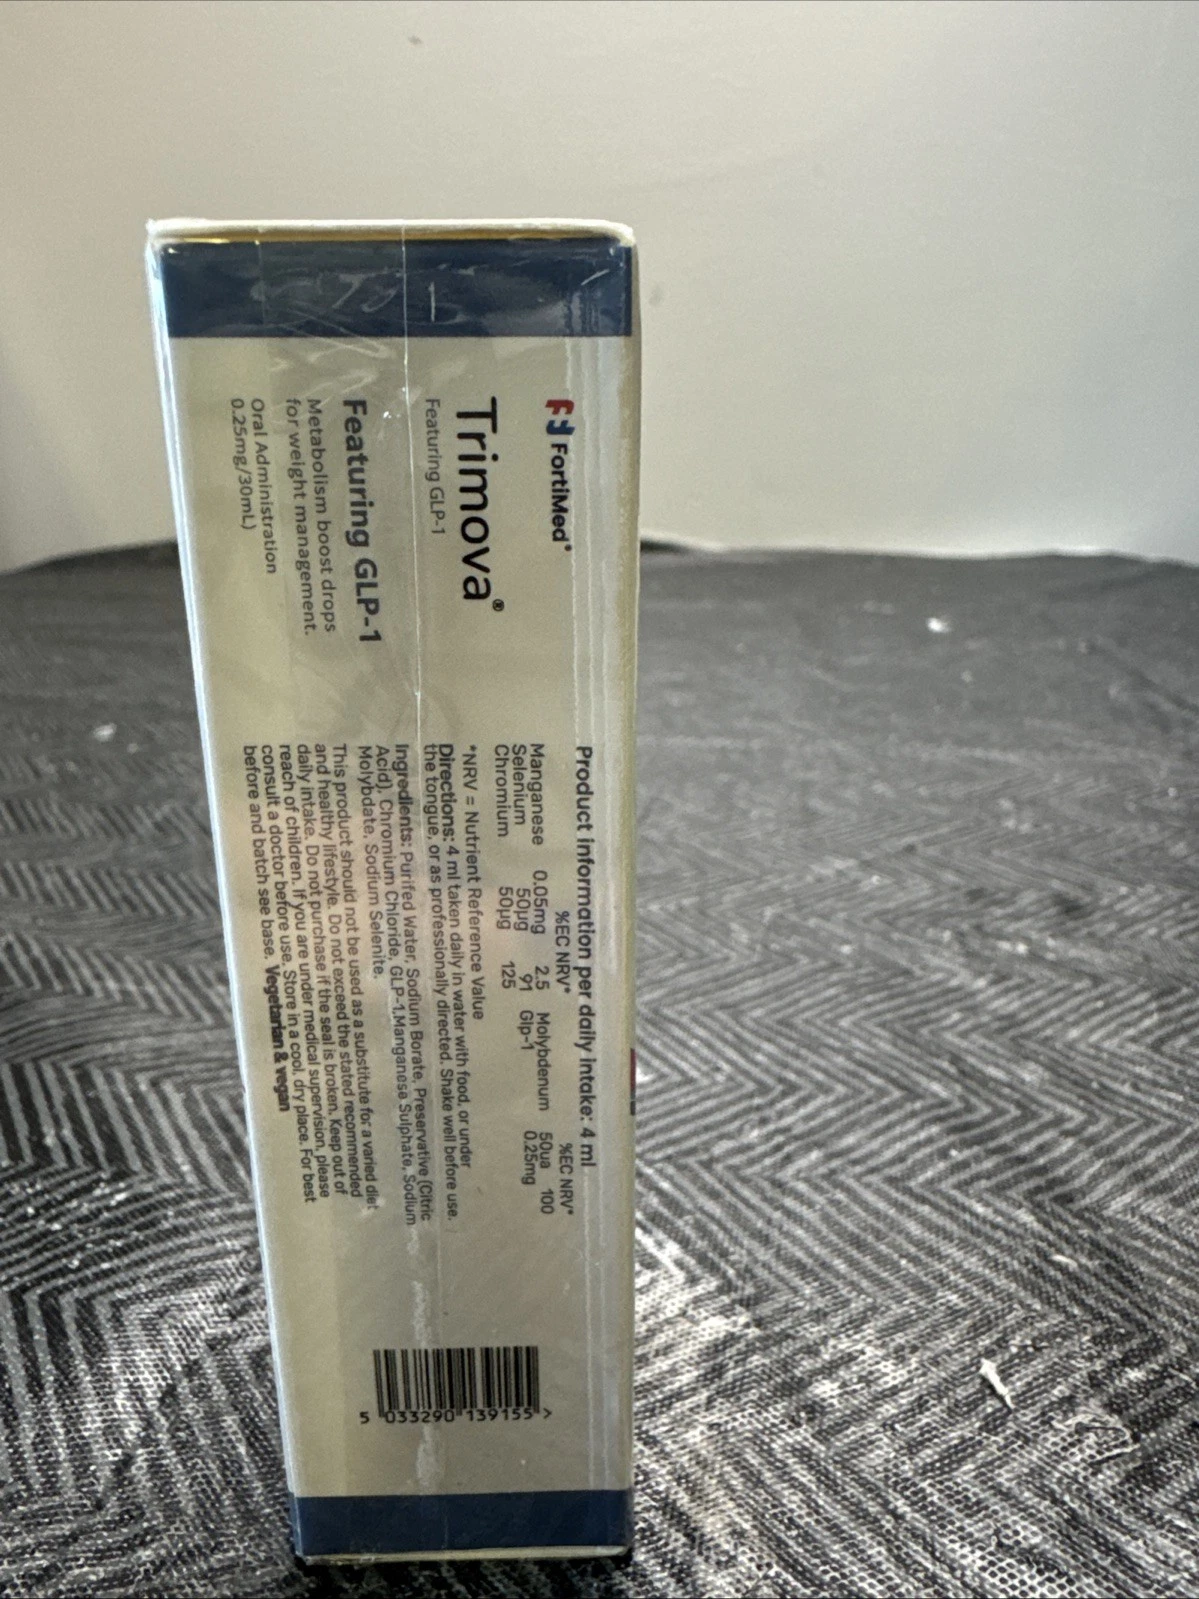 FortiMed®
Trimova®
Featuring GLP-1
Featuring GLP-1
Metabolism boost drops
for weight management.
Oral Administration
0.25mg/30mL)
Product information per daily intake: 4 ml
%EC NRV* %EC NRV*
Manganese 0.05mg 2.5 Molybdenum 50ua 100
Selenium 50µg 91 Glp-1 0.25mg
Chromium 50µg 125
*NRV = Nutrient Reference Value
Directions: 4 ml taken daily in water with food, or under
the tongue, or as professionally directed. Shake well before use.
Ingredients: Purifed Water, Sodium Borate, Preservative (Citric
Acid), Chromium Chloride, GLP-1,Manganese Sulphate, Sodium
Molybdate, Sodium Selenite.
This product should not be used as a substitute for a varied diet
and healthy lifestyle. Do not exceed the stated recommended
daily intake. Do not purchase if the seal is broken. Keep out of
reach of children. If you are under medical supervision, please
consult a doctor before use. Store in a cool, dry place. For best
before and batch see base. Vegetarian & vegan
5 033290 139155 >